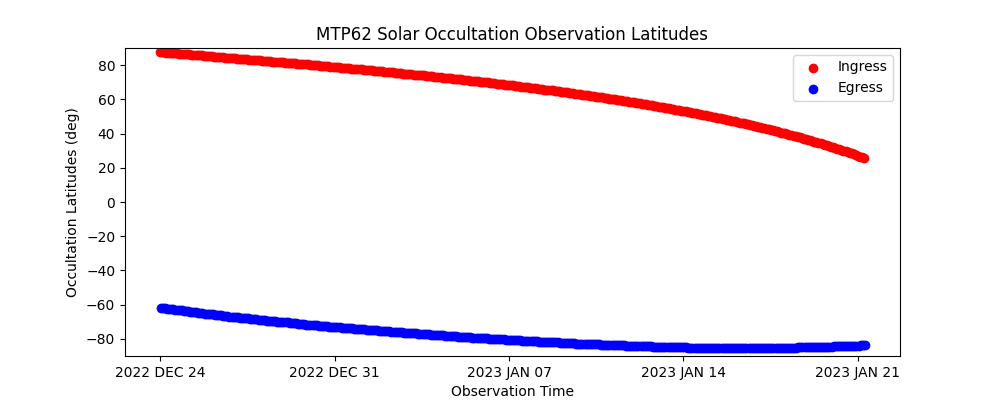 MTP62 Solar Occultation Observation Latitudes
Occultation Latitudes (deg)
80
60
40
20
0
−20
−40
−60
−80
Ingress
Egress
2022 DEC 24
2022 DEC 31
2023 JAN 07
2023 JAN 14
2023 JAN 21
Observation Time